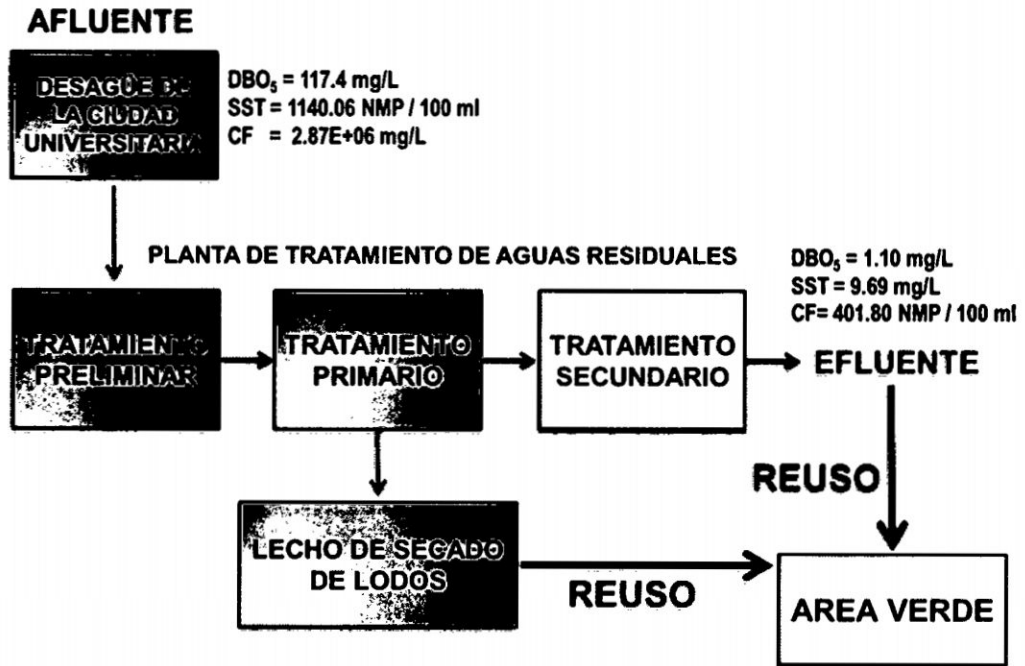 AFLUENTE
DESAGÜE DE
LA CIUDAD
UNIVERSITARIA
DBO₅ = 117.4 mg/L
SST = 1140.06 NMP / 100 ml
CF = 2.87E+06 mg/L
PLANTA DE TRATAMIENTO DE AGUAS RESIDUALES
DBO₅ = 1.10 mg/L
SST = 9.69 mg/L
CF= 401.80 NMP / 100 ml
TRATAMIENTO
PRELIMINAR
TRATAMIENTO
PRIMARIO
TRATAMIENTO
SECUNDARIO
EFLUENTE
REUSO
LECHO DE SECADO
DE LODOS
REUSO
AREA VERDE